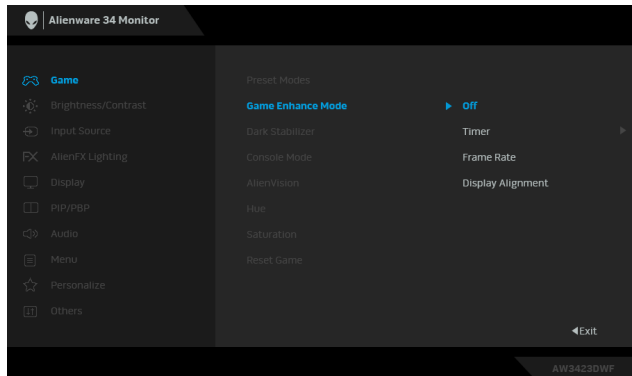 Alienware 34 Monitor
Game
Brightness/Contrast
Input Source
AlienFX Lighting
Display
PIP/PBP
Audio
Menu
Personalize
Others
Preset Modes
Game Enhance Mode
Dark Stabilizer
Console Mode
AlienVision
Hue
Saturation
Reset Game
Off
Timer
Frame Rate
Display Alignment
Exit
AW3423DWF